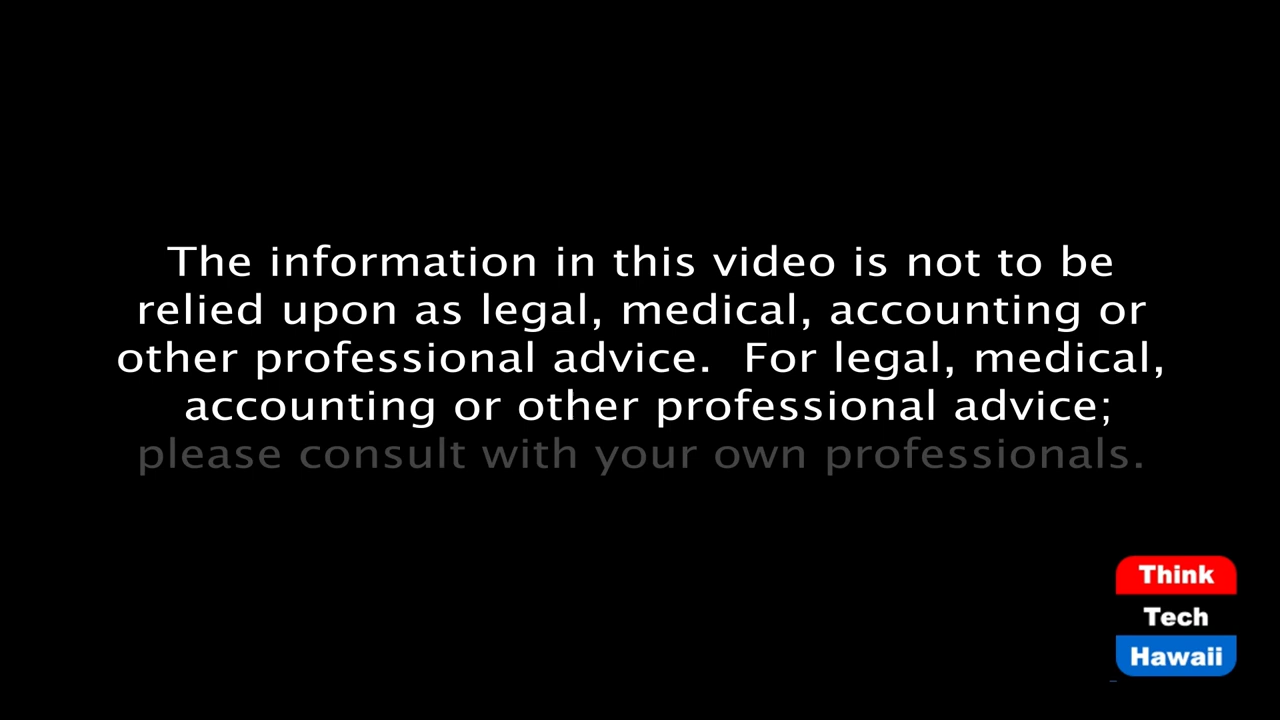 The information in this video is not to be
relied upon as legal, medical, accounting or
other professional advice.  For legal, medical,
accounting or other professional advice;
please consult with your own professionals.
Think
Tech
Hawaii